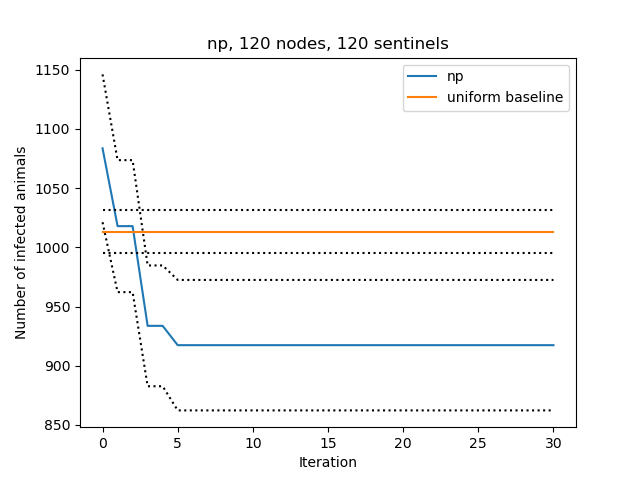 np, 120 nodes, 120 sentinels
np
uniform baseline
Number of infected animals
1150
1100
1050
1000
950
900
850
0 5 10 15 20 25 30
Iteration